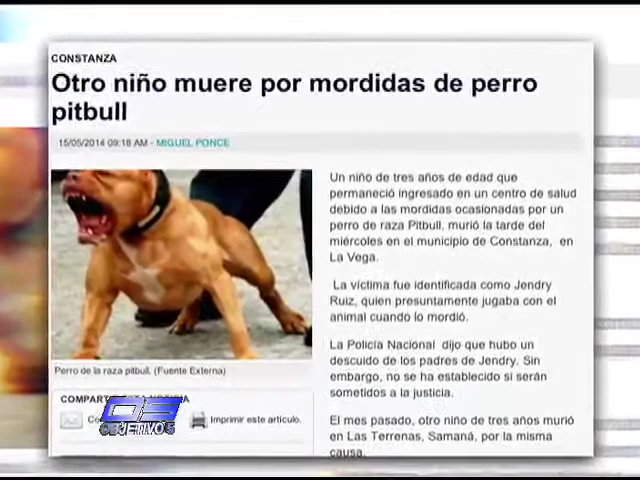 CONSTANZA
Otro niño muere por mordidas de perro
pitbull
15/05/2014 09:18 AM - MIGUEL PONCE
Un niño de tres años de edad que
permaneció ingresado en un centro de salud
debido a las mordidas ocasionadas por un
perro de raza Pitbull, murió la tarde del
miércoles en el municipio de Constanza, en
La Vega.
La víctima fue identificada como Jendry
Ruiz, quien presuntamente jugaba con el
animal cuando lo mordió.
La Policía Nacional dijo que hubo un
descuido de los padres de Jendry. Sin
embargo, no se ha establecido si serán
sometidos a la justicia.
El mes pasado, otro niño de tres años murió
en Las Terrenas, Samaná, por la misma
causa.
Perro de la raza pitbull. (Fuente Externa)
NOTICIA
Imprimir este artículo.
OBJETIVO5